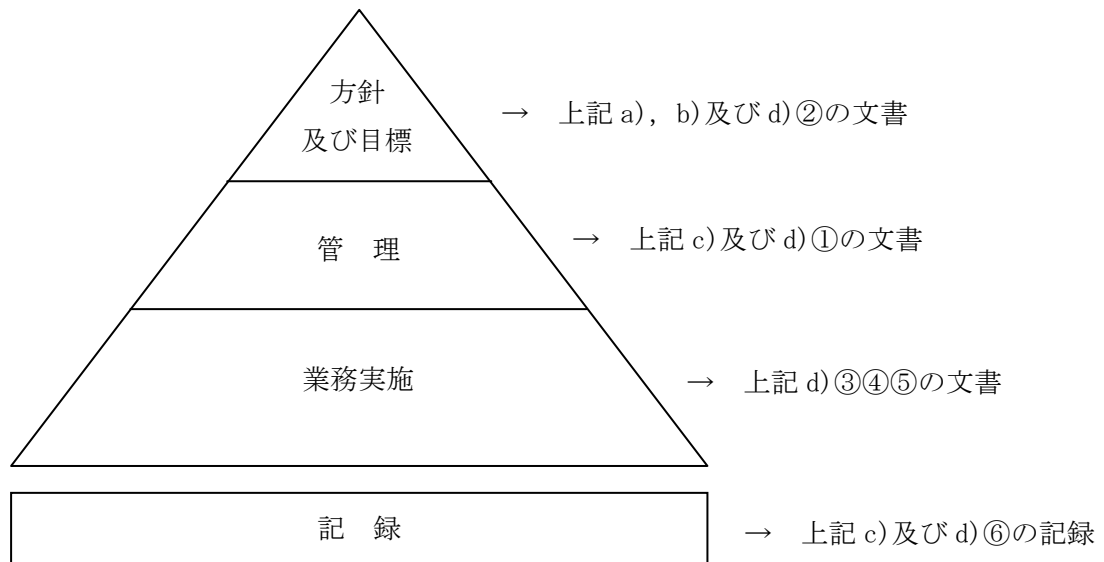 方針
及び目標
→ 上記 a), b)及び d)②の文書
管 理
→ 上記 c)及び d)①の文書
業務実施
→ 上記 d)③④⑤の文書
記 録
→ 上記 c)及び d)⑥の記録